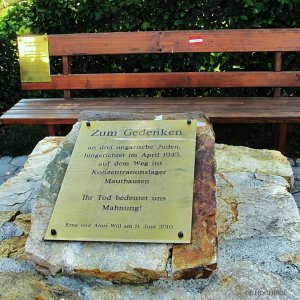 Zum Gedenken
an drei ungarische Juden,
hingerichtet im April 1945,
auf dem Weg ins
Konzentrationslager
Mauthausen
Ihr Tod bedeutet uns
Mahnung!
Erne und Alois Will am 11. Juni 2010